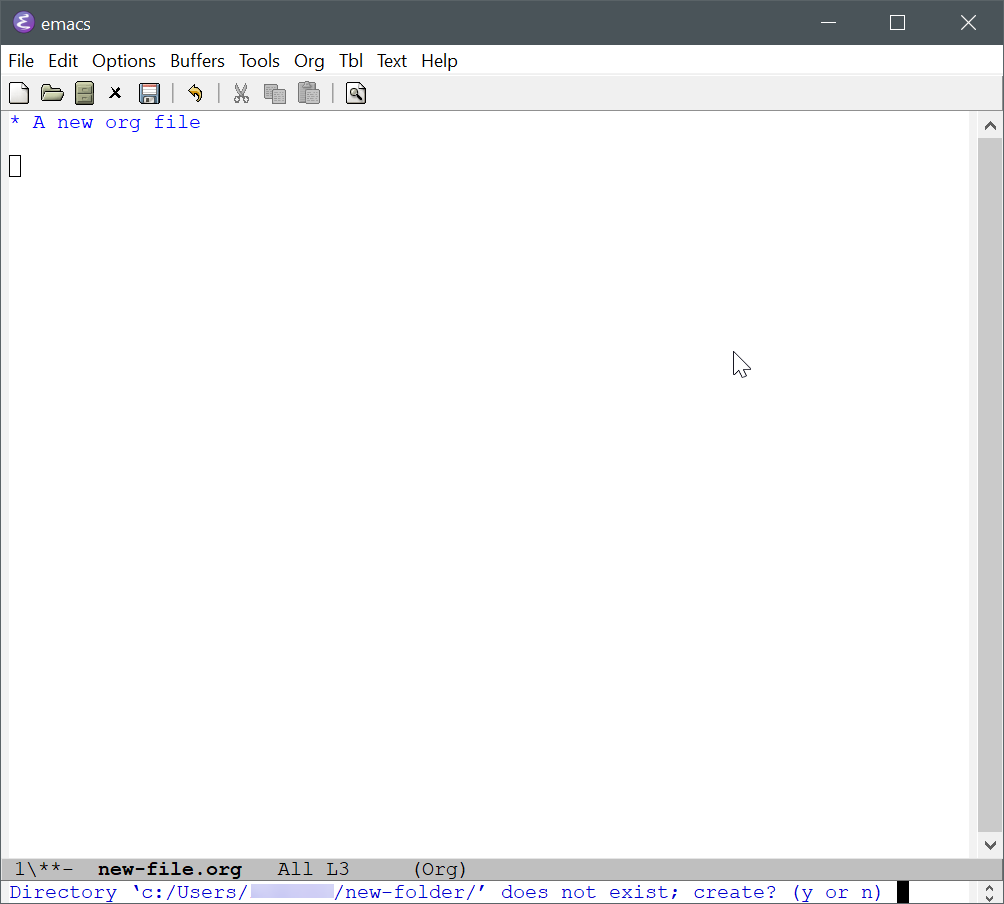 emacs
File Edit Options Buffers Tools Org Tbl Text Help
* A new org file
1\**-  new-file.org   All L3     (Org)
Directory ‘c:/Users/ /new-folder/’ does not exist; create? (y or n)